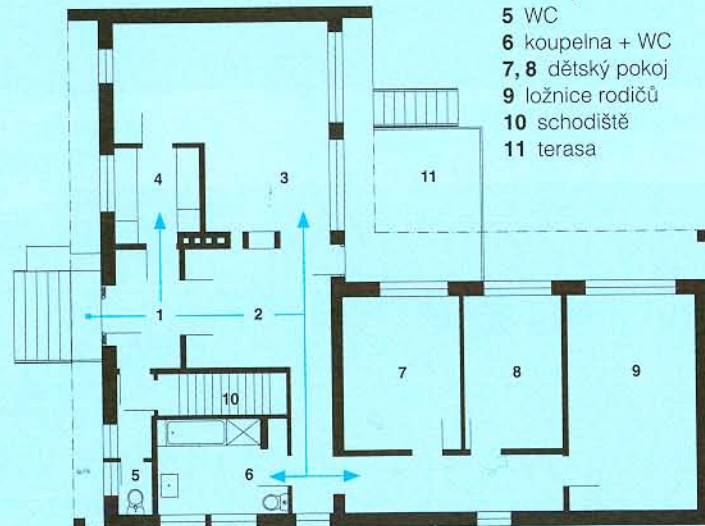 5 WC
6 koupelna + WC
7, 8 dětský pokoj
9 ložnice rodičů
10 schodiště
11 terasa
4
3
11
1
2
7
8
9
10
5
6